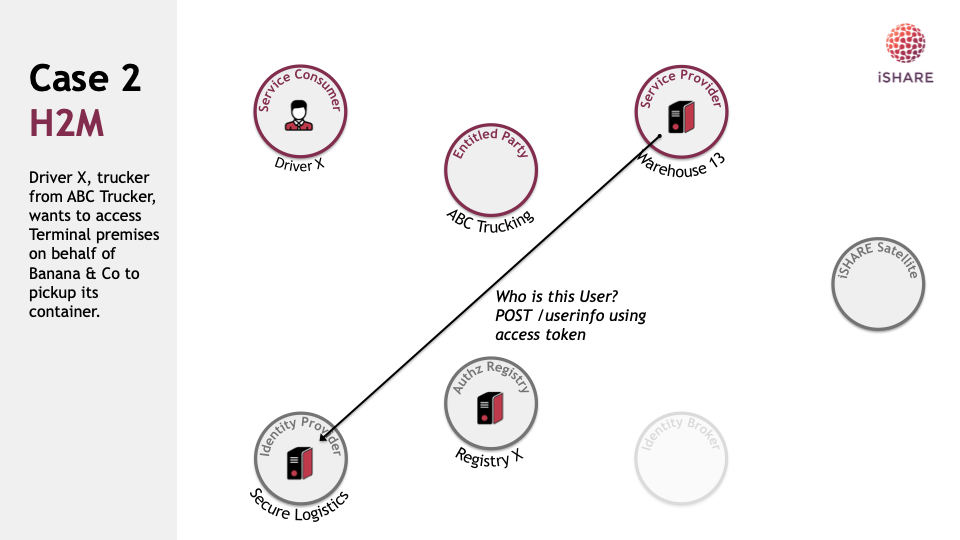 Case 2
H2M
Driver X, trucker
from ABC Trucker,
wants to access
Terminal premises
on behalf of
Banana & Co to
pickup its
container.
Service Consumer
Driver X
Entitled Party
ABC Trucking
Service Provider
Warehouse 13
iSHARE
iSHARE Satellite
Who is this User?
POST /userinfo using
access token
Authz Registry
Registry X
Identity Provider
Secure Logistics
Identity Broker